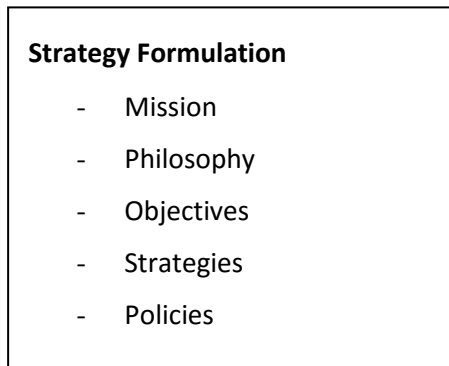 Strategy Formulation
- Mission
- Philosophy
- Objectives
- Strategies
- Policies